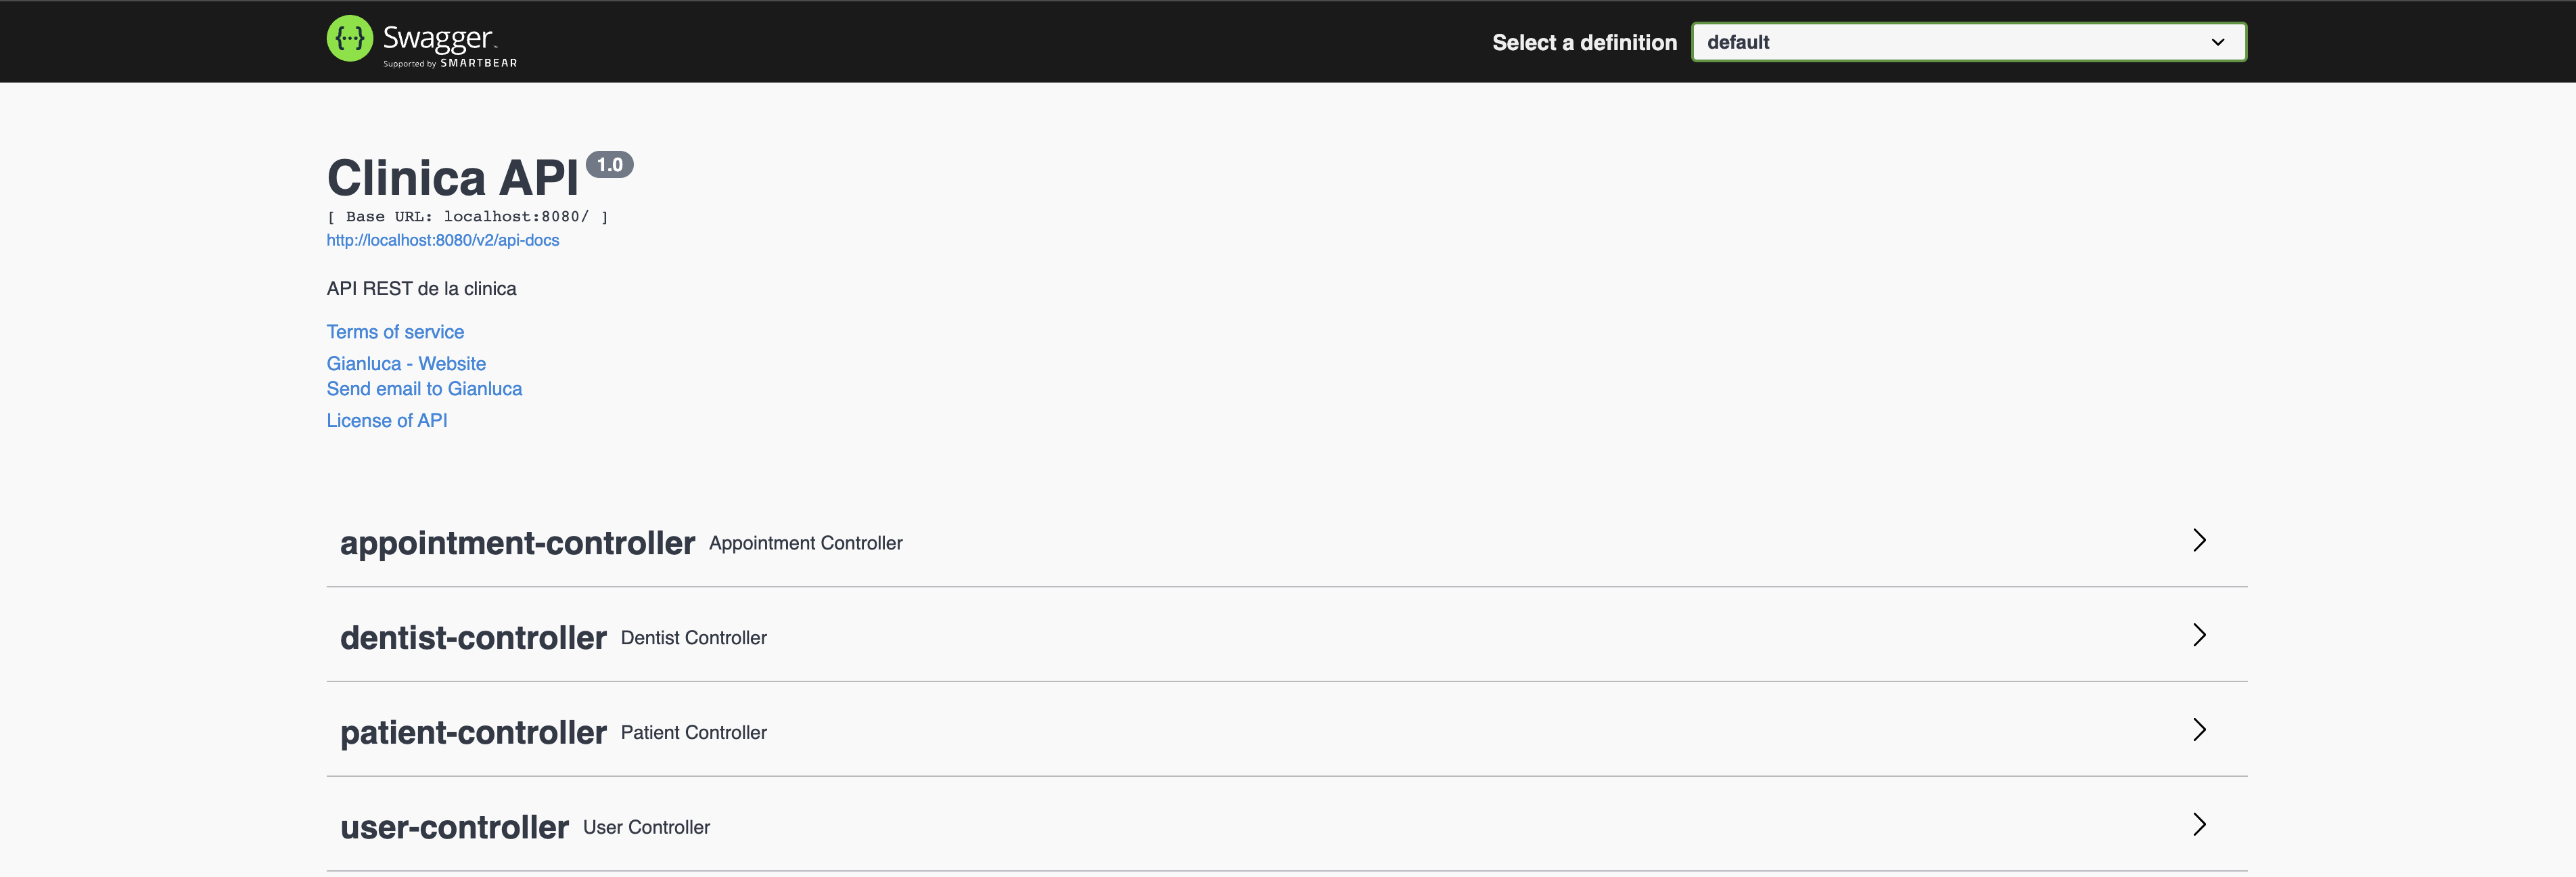 {···} Swagger™
Supported by SMARTBEAR
Select a definition default
Clinica API 1.0
[ Base URL: localhost:8080/ ]
http://localhost:8080/v2/api-docs
API REST de la clinica
Terms of service
Gianluca - Website
Send email to Gianluca
License of API
appointment-controller Appointment Controller
dentist-controller Dentist Controller
patient-controller Patient Controller
user-controller User Controller